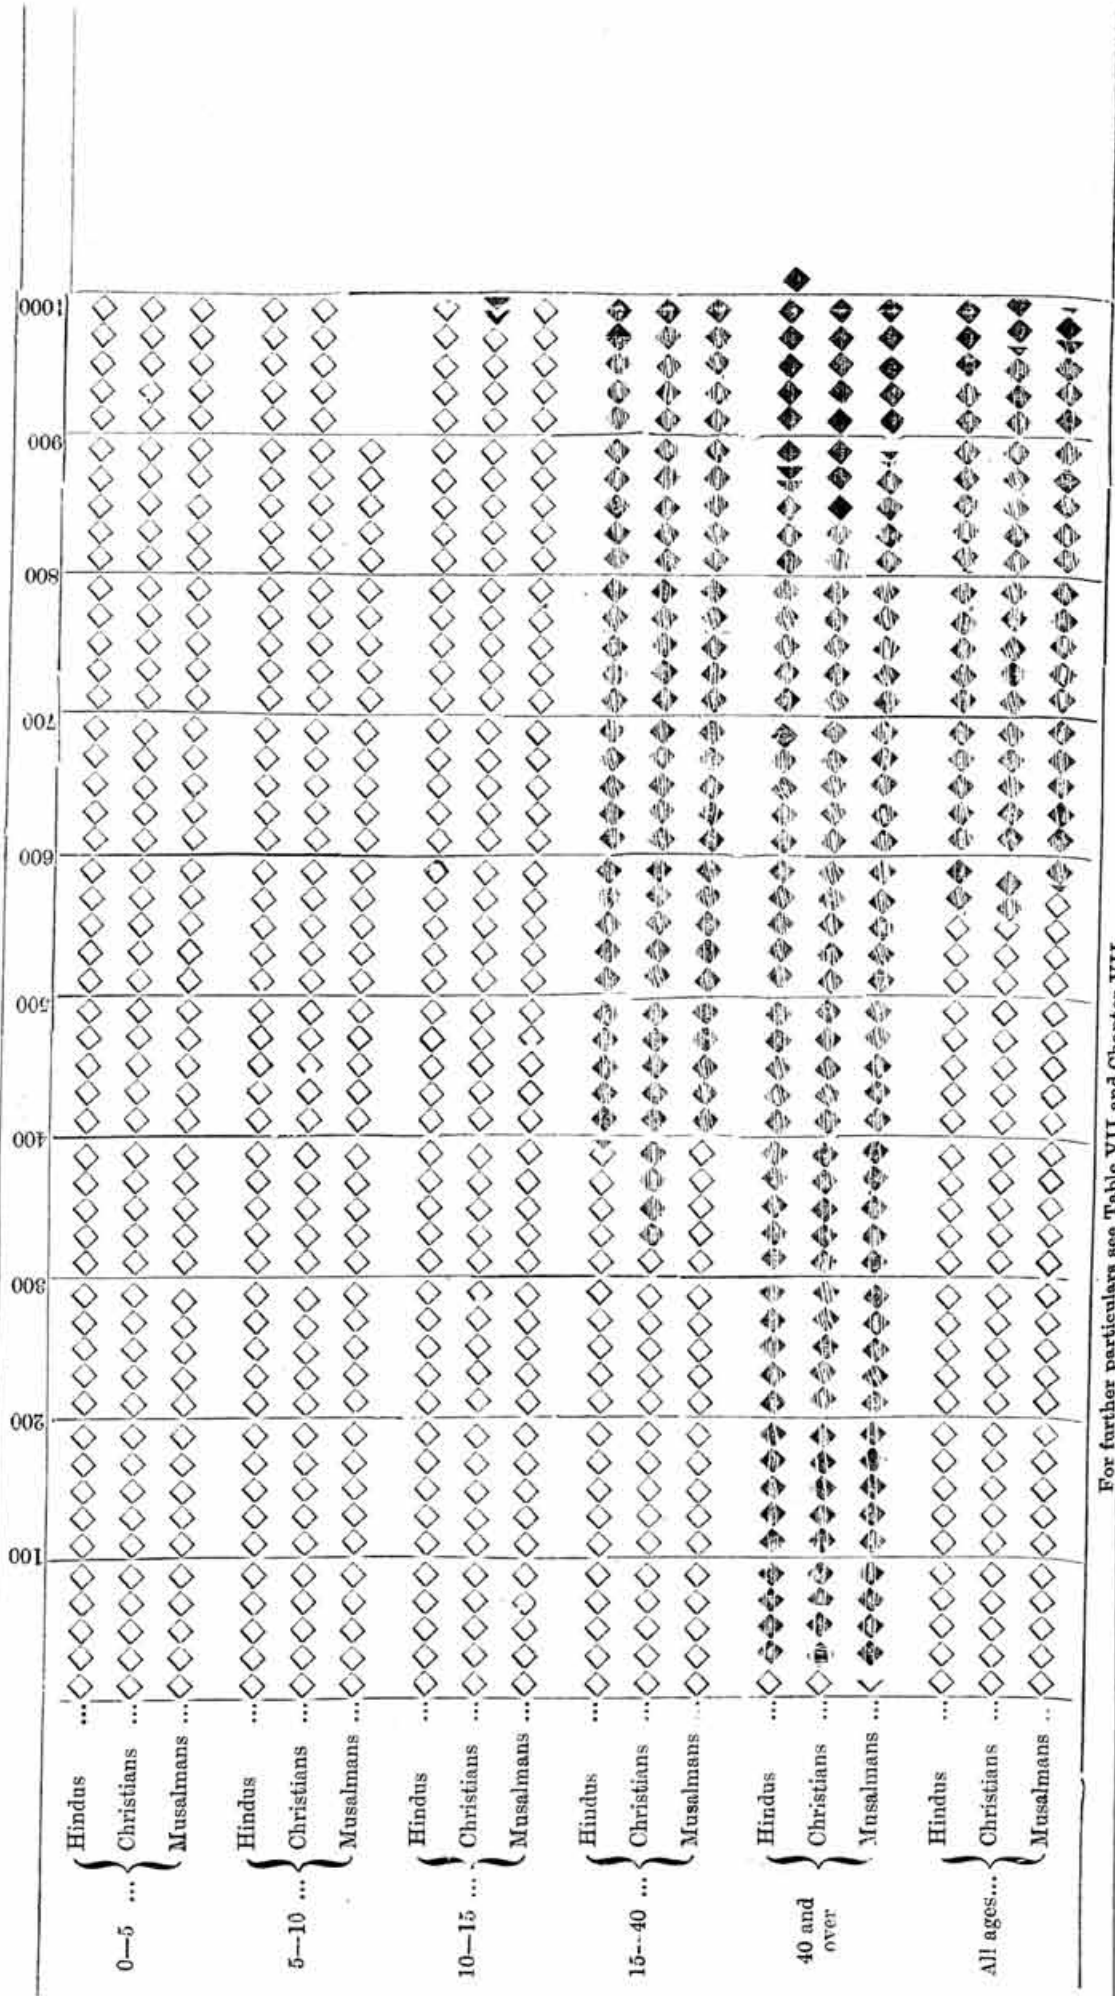 100 200 300 400 500 600 700 800 900 1000
0—5 ...
Hindus ...
Christians ...
Musalmans ...
5—10 ...
Hindus ...
Christians ...
Musalmans ...
10—15 ...
Hindus ...
Christians ...
Musalmans ...
15—40 ...
Hindus ...
Christians ...
Musalmans ..
40 and
over
Hindus ...
Christians ...
Musalmans ...
All ages...
Hindus ...
Christians ...
Musalmans ..
For further particulars see Table VII and Chapter VII